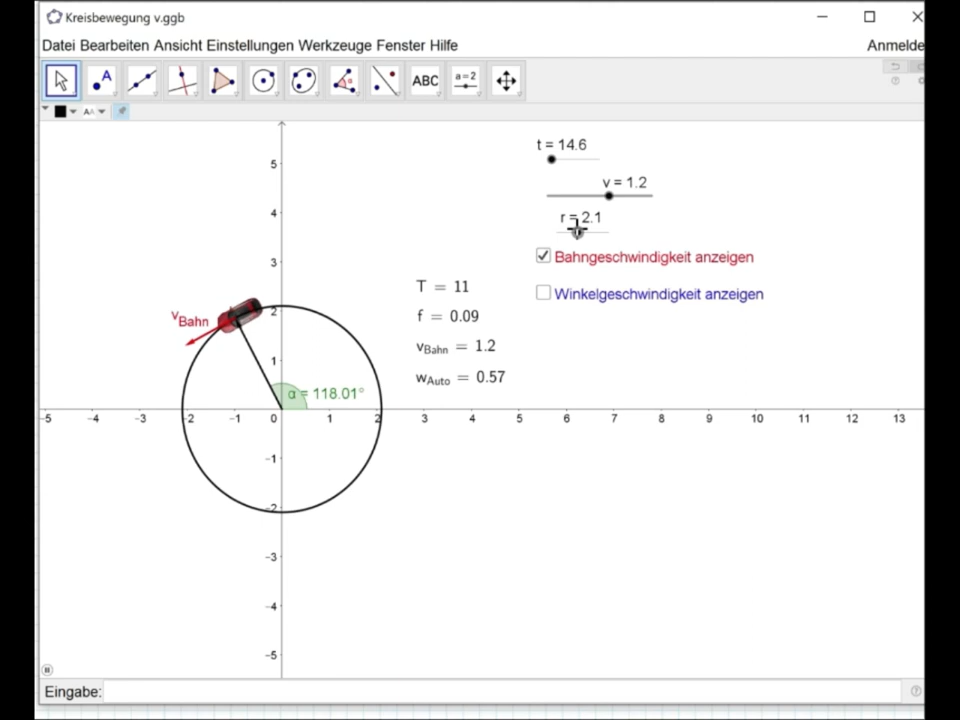 Kreisbewegung v.ggb
Datei Bearbeiten Ansicht Einstellungen Werkzeuge Fenster Hilfe
Anmelde
A
ABC
a=2
AA
t = 14.6
v = 1.2
r = 2.1
Bahngeschwindigkeit anzeigen
Winkelgeschwindigkeit anzeigen
T = 11
f = 0.09
vBahn = 1.2
wAuto = 0.57
vBahn
α = 118.01°
5
4
3
2
1
-5 -4 -3 -2 -1 0 1 2 3 4 5 6 7 8 9 10 11 12 13
-1
-2
-3
-4
-5
Eingabe: